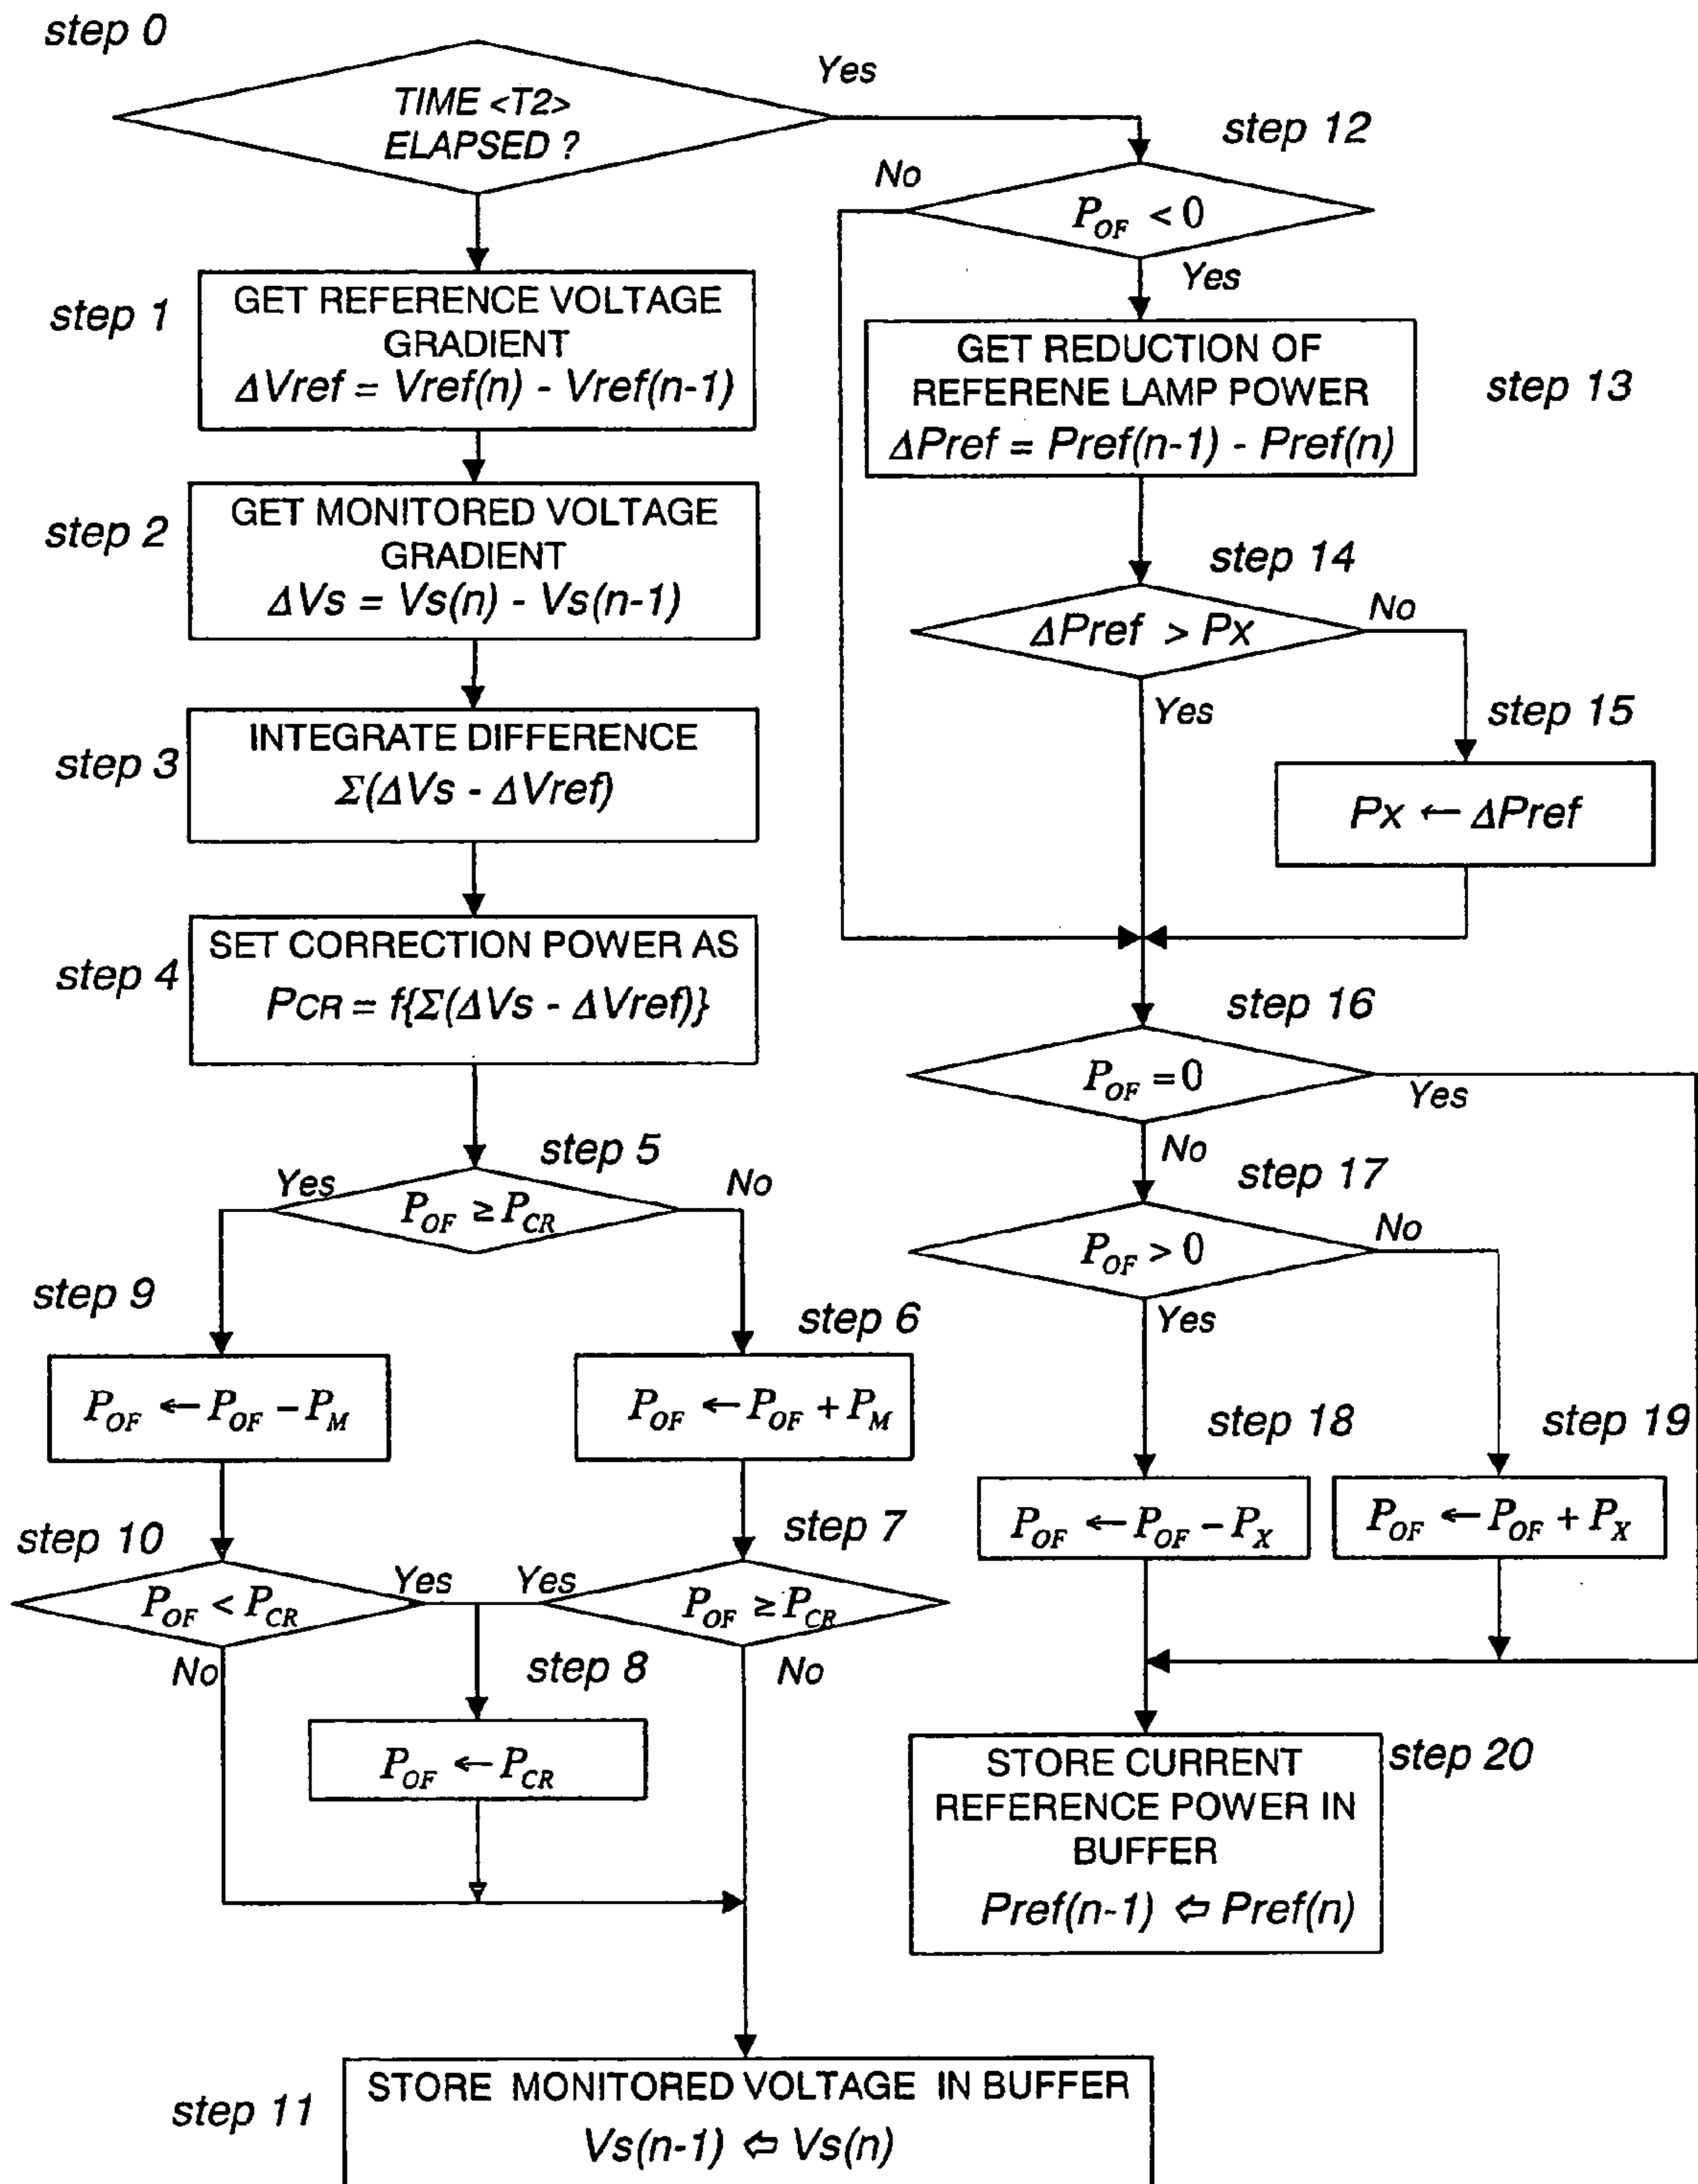 step 0
TIME <T2>
ELAPSED ?
Yes
step 1
GET REFERENCE VOLTAGE
GRADIENT
ΔVref = Vref(n) - Vref(n-1)
step 2
GET MONITORED VOLTAGE
GRADIENT
ΔVs = Vs(n) - Vs(n-1)
step 3
INTEGRATE DIFFERENCE
Σ(ΔVs - ΔVref)
step 4
SET CORRECTION POWER AS
PCR = f{Σ(ΔVs - ΔVref)}
step 5
Yes
No
P_OF ≥ P_CR
step 9
P_OF ← P_OF − P_M
step 6
P_OF ← P_OF + P_M
step 10
P_OF < P_CR
Yes
No
step 7
Yes
P_OF ≥ P_CR
No
step 8
P_OF ← P_CR
step 11
STORE MONITORED VOLTAGE IN BUFFER
Vs(n-1) ⇦ Vs(n)
step 12
No
P_OF < 0
Yes
GET REDUCTION OF
REFERENE LAMP POWER
ΔPref = Pref(n-1) - Pref(n)
step 13
step 14
ΔPref > Px
No
Yes
step 15
Px ← ΔPref
step 16
P_OF = 0
Yes
No
step 17
P_OF > 0
No
Yes
step 18
P_OF ← P_OF − P_X
step 19
P_OF ← P_OF + P_X
step 20
STORE CURRENT
REFERENCE POWER IN
BUFFER
Pref(n-1) ⇦ Pref(n)